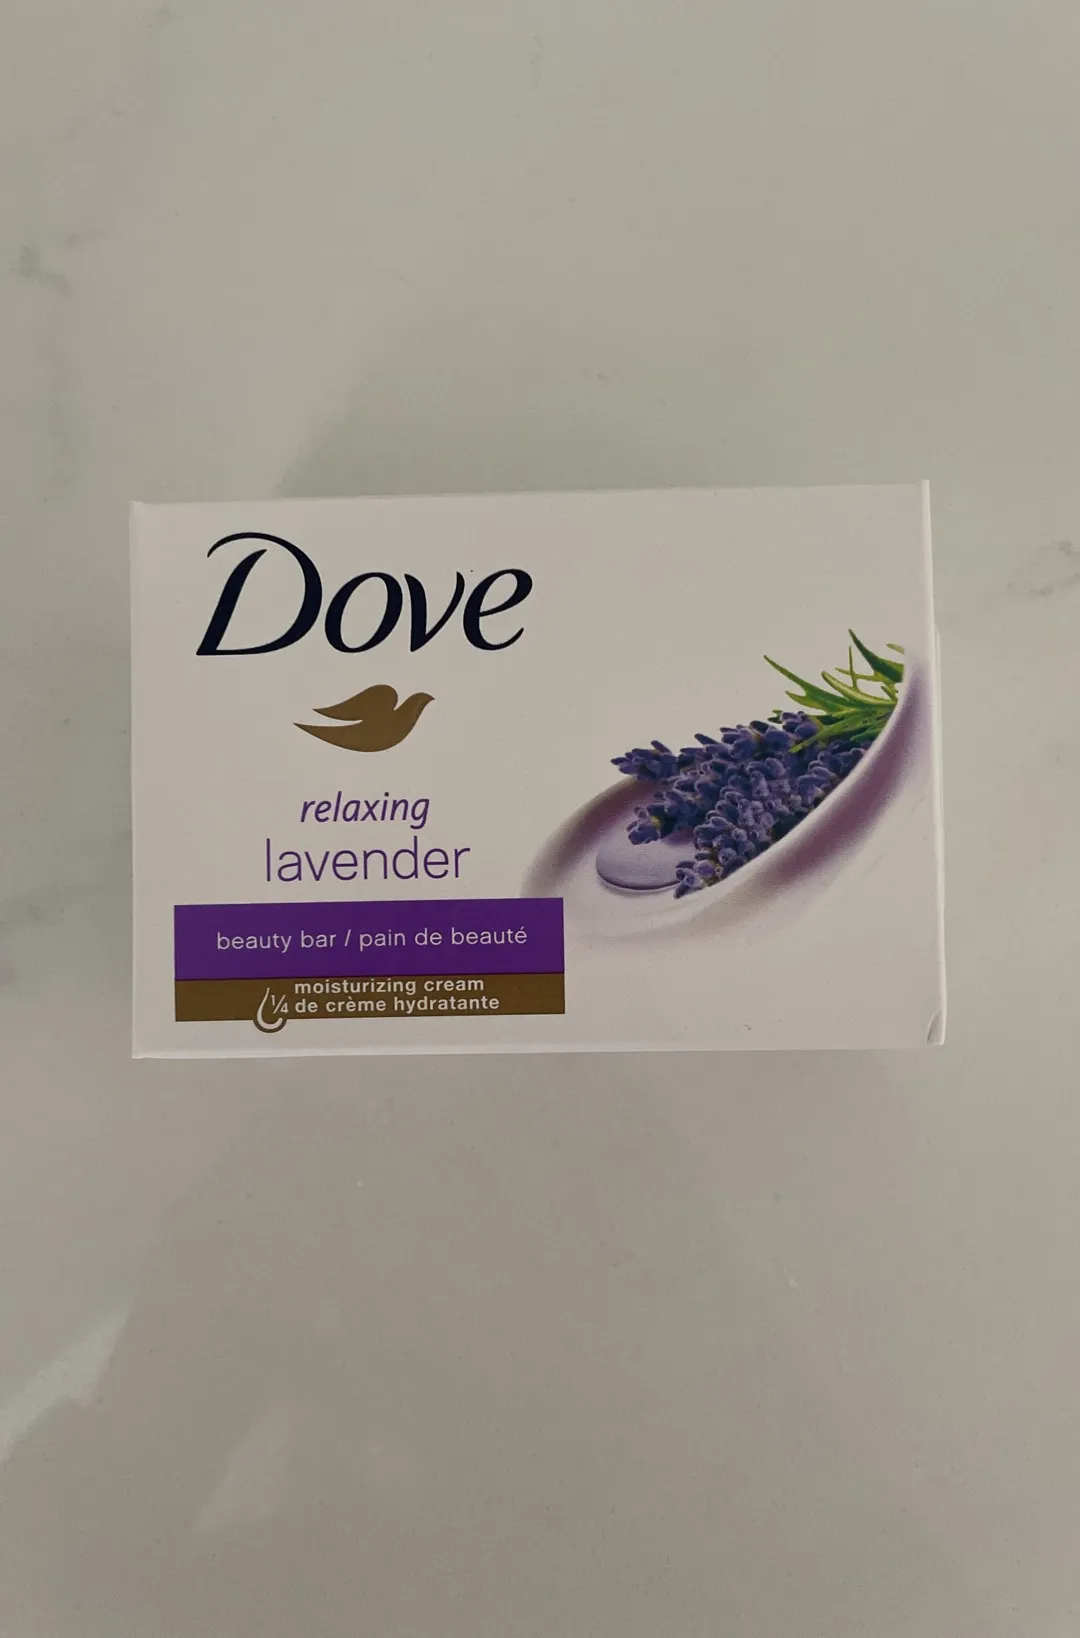 Dove
relaxing
lavender
beauty bar / pain de beauté
moisturizing cream
¼ de crème hydratante